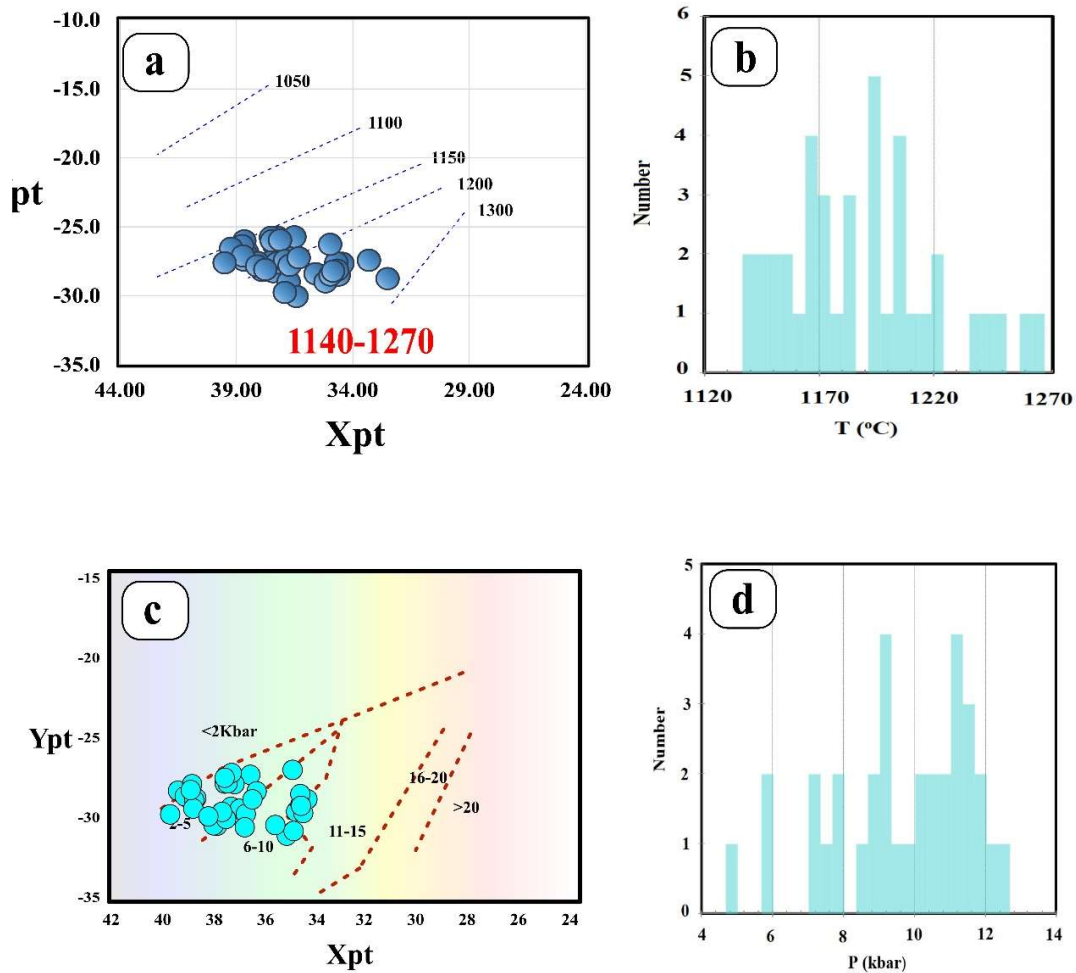 a
-10.0
-15.0
-20.0
-25.0
-30.0
-35.0
pt
1050
1100
1150
1200
1300
1140-1270
44.00 39.00 34.00 29.00 24.00
Xpt
b
6
5
4
3
2
1
0
Number
1120 1170 1220 1270
T (°C)
c
-15
-20
-25
-30
-35
Ypt
<2Kbar
2-5
6-10
11-15
16-20
>20
42 40 38 36 34 32 30 28 26 24
Xpt
d
5
4
3
2
1
0
Number
4 6 8 10 12 14
P (kbar)